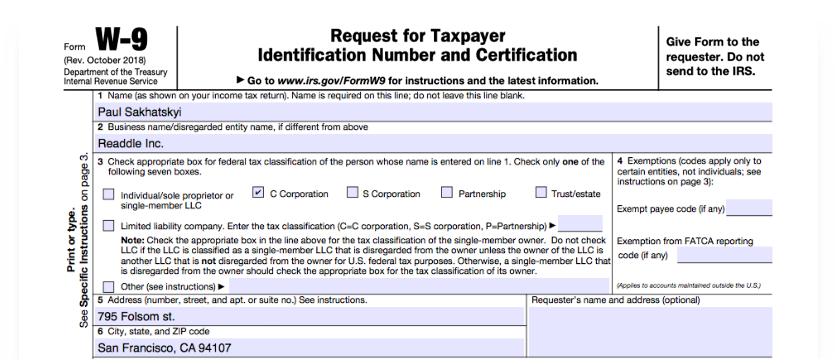 Form W-9
(Rev. October 2018)
Department of the Treasury
Internal Revenue Service
Request for Taxpayer
Identification Number and Certification
▶ Go to www.irs.gov/FormW9 for instructions and the latest information.
Give Form to the
requester. Do not
send to the IRS.
Print or type.
See Specific Instructions on page 3.
1 Name (as shown on your income tax return). Name is required on this line; do not leave this line blank.
Paul Sakhatskyi
2 Business name/disregarded entity name, if different from above
Readdle Inc.
3 Check appropriate box for federal tax classification of the person whose name is entered on line 1. Check only one of the
following seven boxes.
Individual/sole proprietor or
single-member LLC
✔ C Corporation
S Corporation
Partnership
Trust/estate
Limited liability company. Enter the tax classification (C=C corporation, S=S corporation, P=Partnership) ▶
Note: Check the appropriate box in the line above for the tax classification of the single-member owner. Do not check
LLC if the LLC is classified as a single-member LLC that is disregarded from the owner unless the owner of the LLC is
another LLC that is not disregarded from the owner for U.S. federal tax purposes. Otherwise, a single-member LLC that
is disregarded from the owner should check the appropriate box for the tax classification of its owner.
Other (see instructions) ▶
4 Exemptions (codes apply only to
certain entities, not individuals; see
instructions on page 3):
Exempt payee code (if any)
Exemption from FATCA reporting
code (if any)
(Applies to accounts maintained outside the U.S.)
5 Address (number, street, and apt. or suite no.) See instructions.
795 Folsom st.
Requester's name and address (optional)
6 City, state, and ZIP code
San Francisco, CA 94107